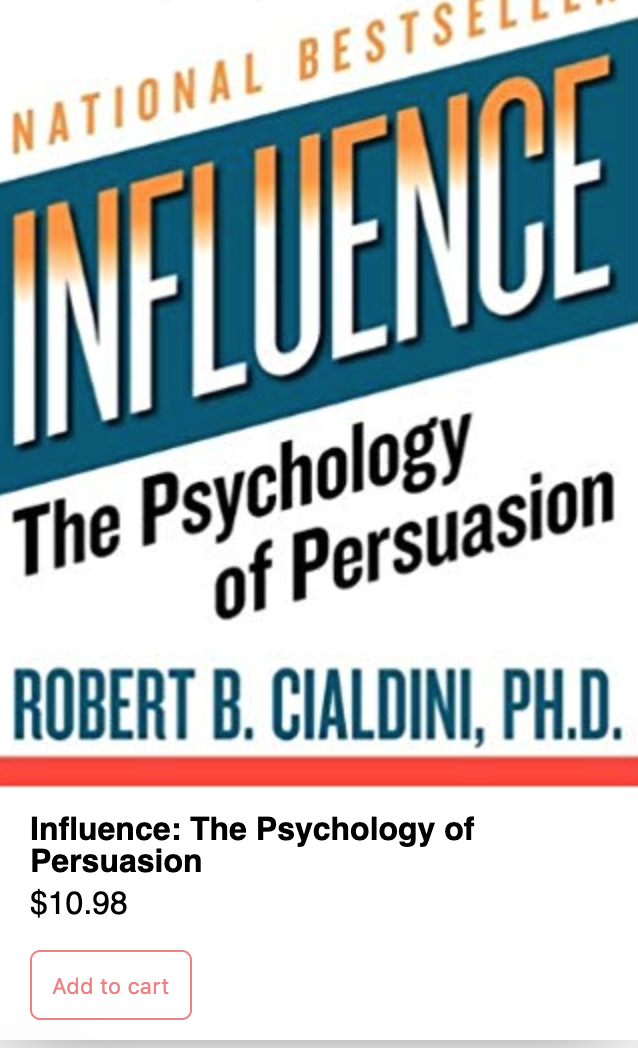 NATIONAL BESTSELLER
INFLUENCE
The Psychology
of Persuasion
ROBERT B. CIALDINI, PH.D.
Influence: The Psychology of
Persuasion
$10.98
Add to cart